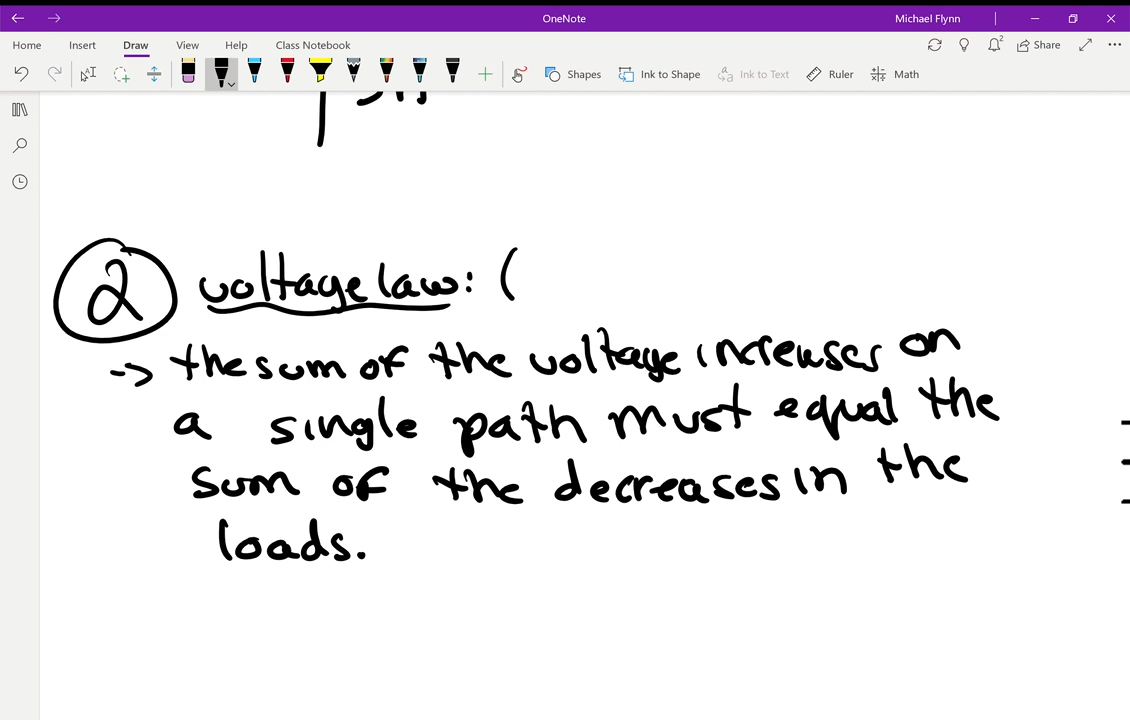 OneNote
Michael Flynn
Home Insert Draw View Help Class Notebook
2 Share
Shapes Ink to Shape Ink to Text Ruler Math
2 voltage law: (
-> the sum of the voltage increases on
a single path must equal the
sum of the decreases in the
loads.